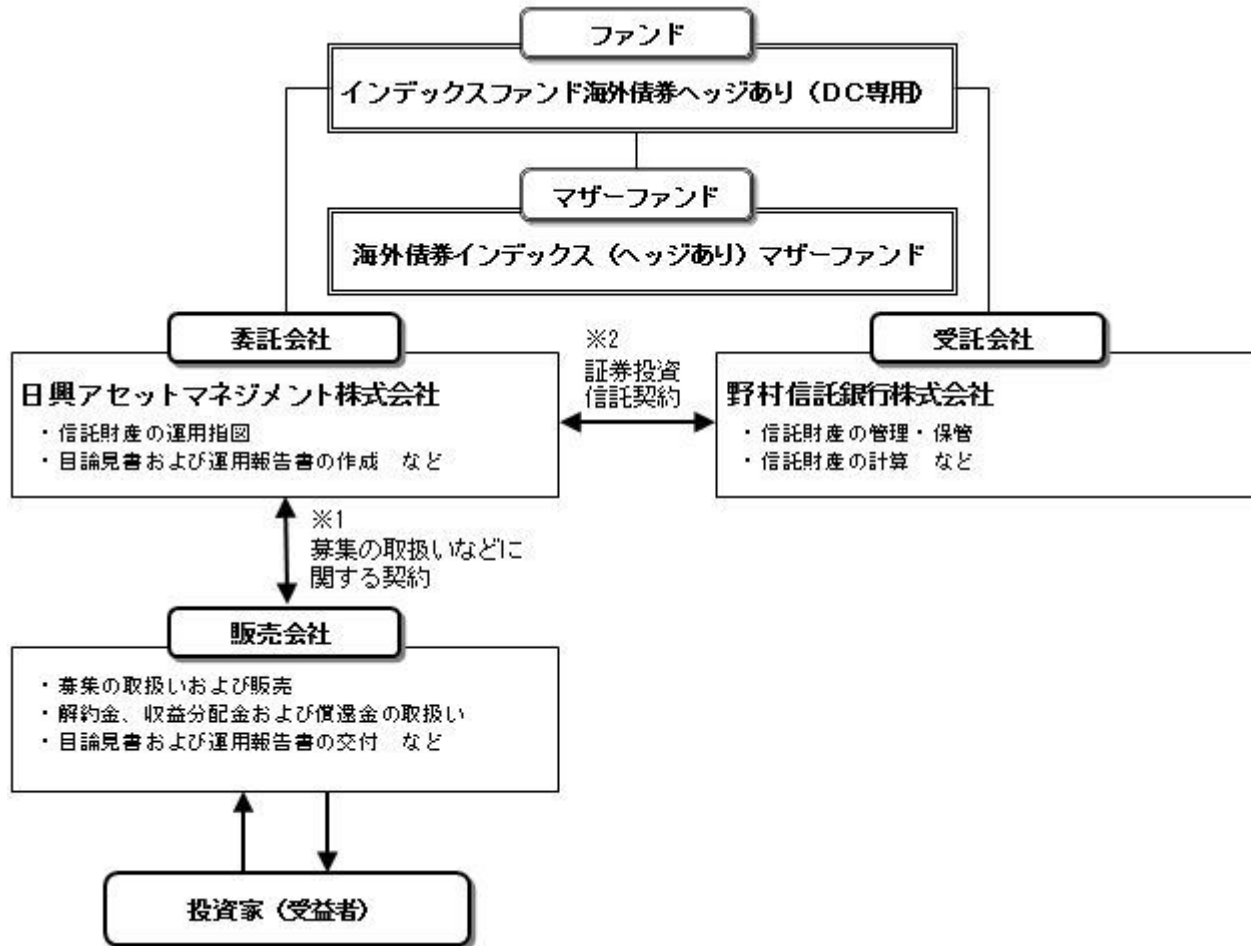 ファンド
インデックスファンド海外債券ヘッジあり（ＤＣ専用）
マザーファンド
海外債券インデックス（ヘッジあり）マザーファンド
委託会社
日興アセットマネジメント株式会社
・信託財産の運用指図
・目論見書および運用報告書の作成　など
※2
証券投資
信託契約
受託会社
野村信託銀行株式会社
・信託財産の管理・保管
・信託財産の計算　など
※1
募集の取扱いなどに
関する契約
販売会社
・募集の取扱いおよび販売
・解約金、収益分配金および償還金の取扱い
・目論見書および運用報告書の交付　など
投資家（受益者）